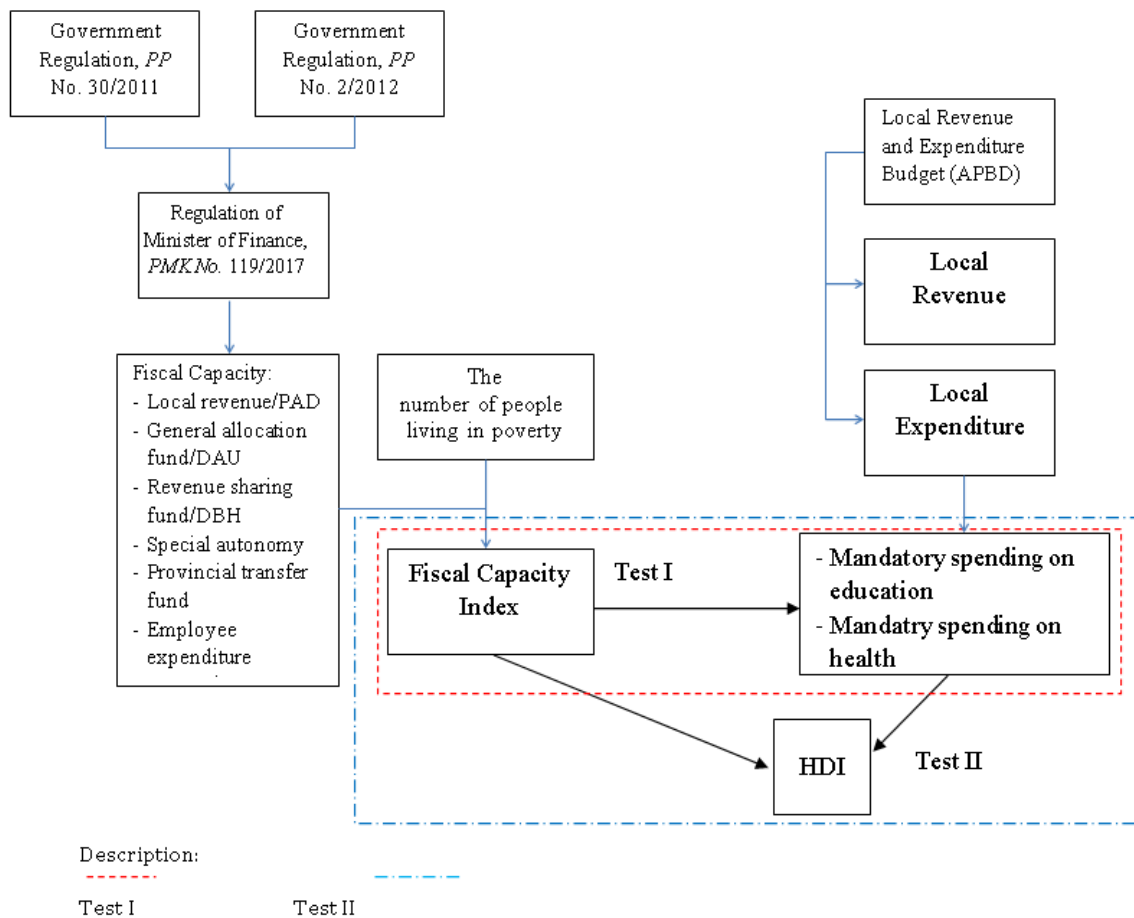 Government
Regulation, PP
No. 30/2011
Government
Regulation, PP
No. 2/2012
Local Revenue
and Expenditure
Budget (APBD)
Regulation of
Minister of Finance,
PMK No. 119/2017
Local
Revenue
Fiscal Capacity:
- Local revenue/PAD
- General allocation
fund/DAU
- Revenue sharing
fund/DBH
- Special autonomy
- Provincial transfer
fund
- Employee
expenditure
The
number of people
living in poverty
Local
Expenditure
Fiscal Capacity
Index
Test I
- Mandatory spending on
education
- Mandatry spending on
health
HDI
Test II
Description:
Test I
Test II